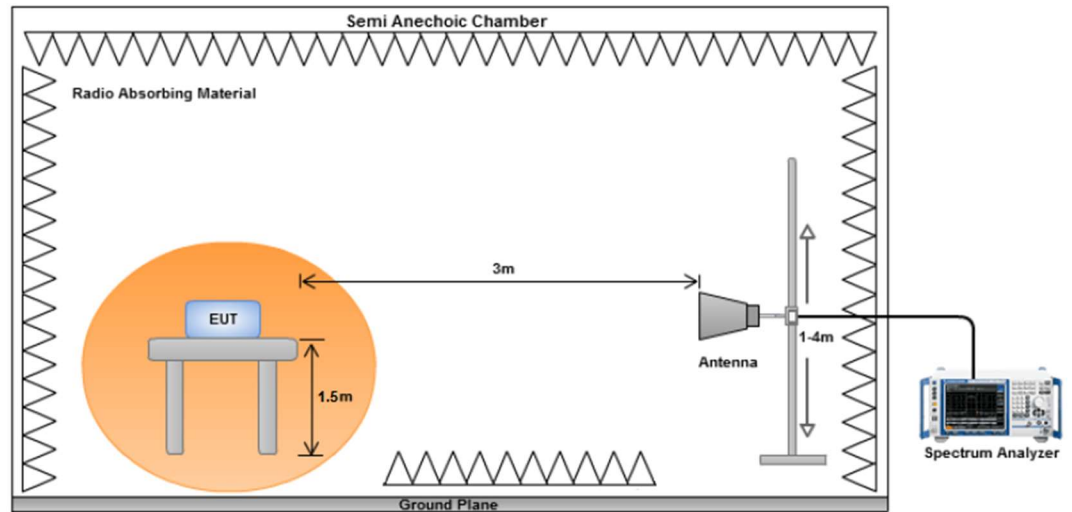 Semi Anechoic Chamber
Radio Absorbing Material
3m
EUT
1-4m
Antenna
1.5m
Spectrum Analyzer
Ground Plane